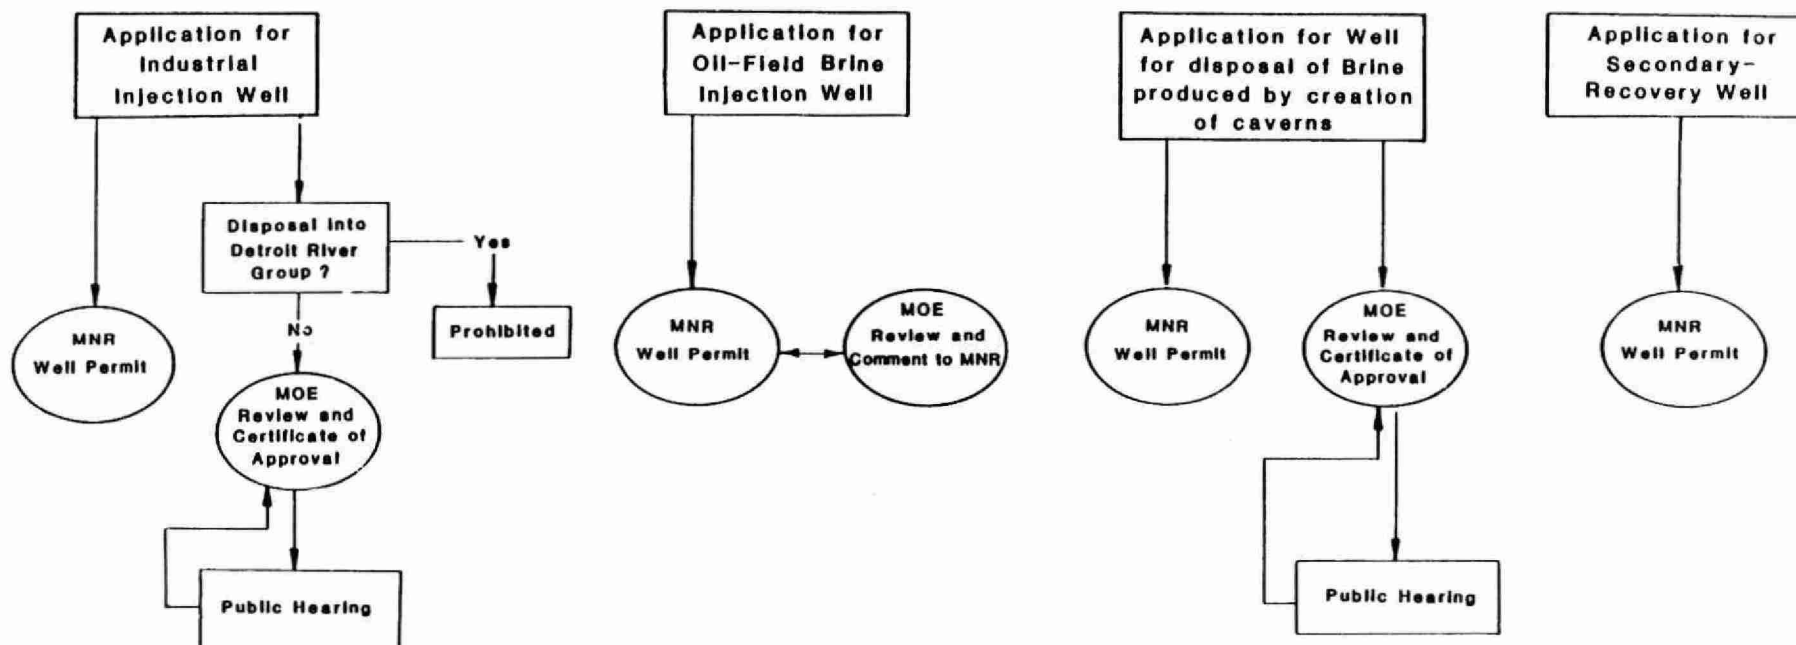 Application for
Industrial
Injection Well
Disposal into
Detroit River
Group ?
Yes
No
Prohibited
MNR
Well Permit
MOE
Review and
Certificate of
Approval
Public Hearing
Application for
Oil-Field Brine
Injection Well
MNR
Well Permit
MOE
Review and
Comment to MNR
Application for Well
for disposal of Brine
produced by creation
of caverns
MNR
Well Permit
MOE
Review and
Certificate of
Approval
Public Hearing
Application for
Secondary-
Recovery Well
MNR
Well Permit